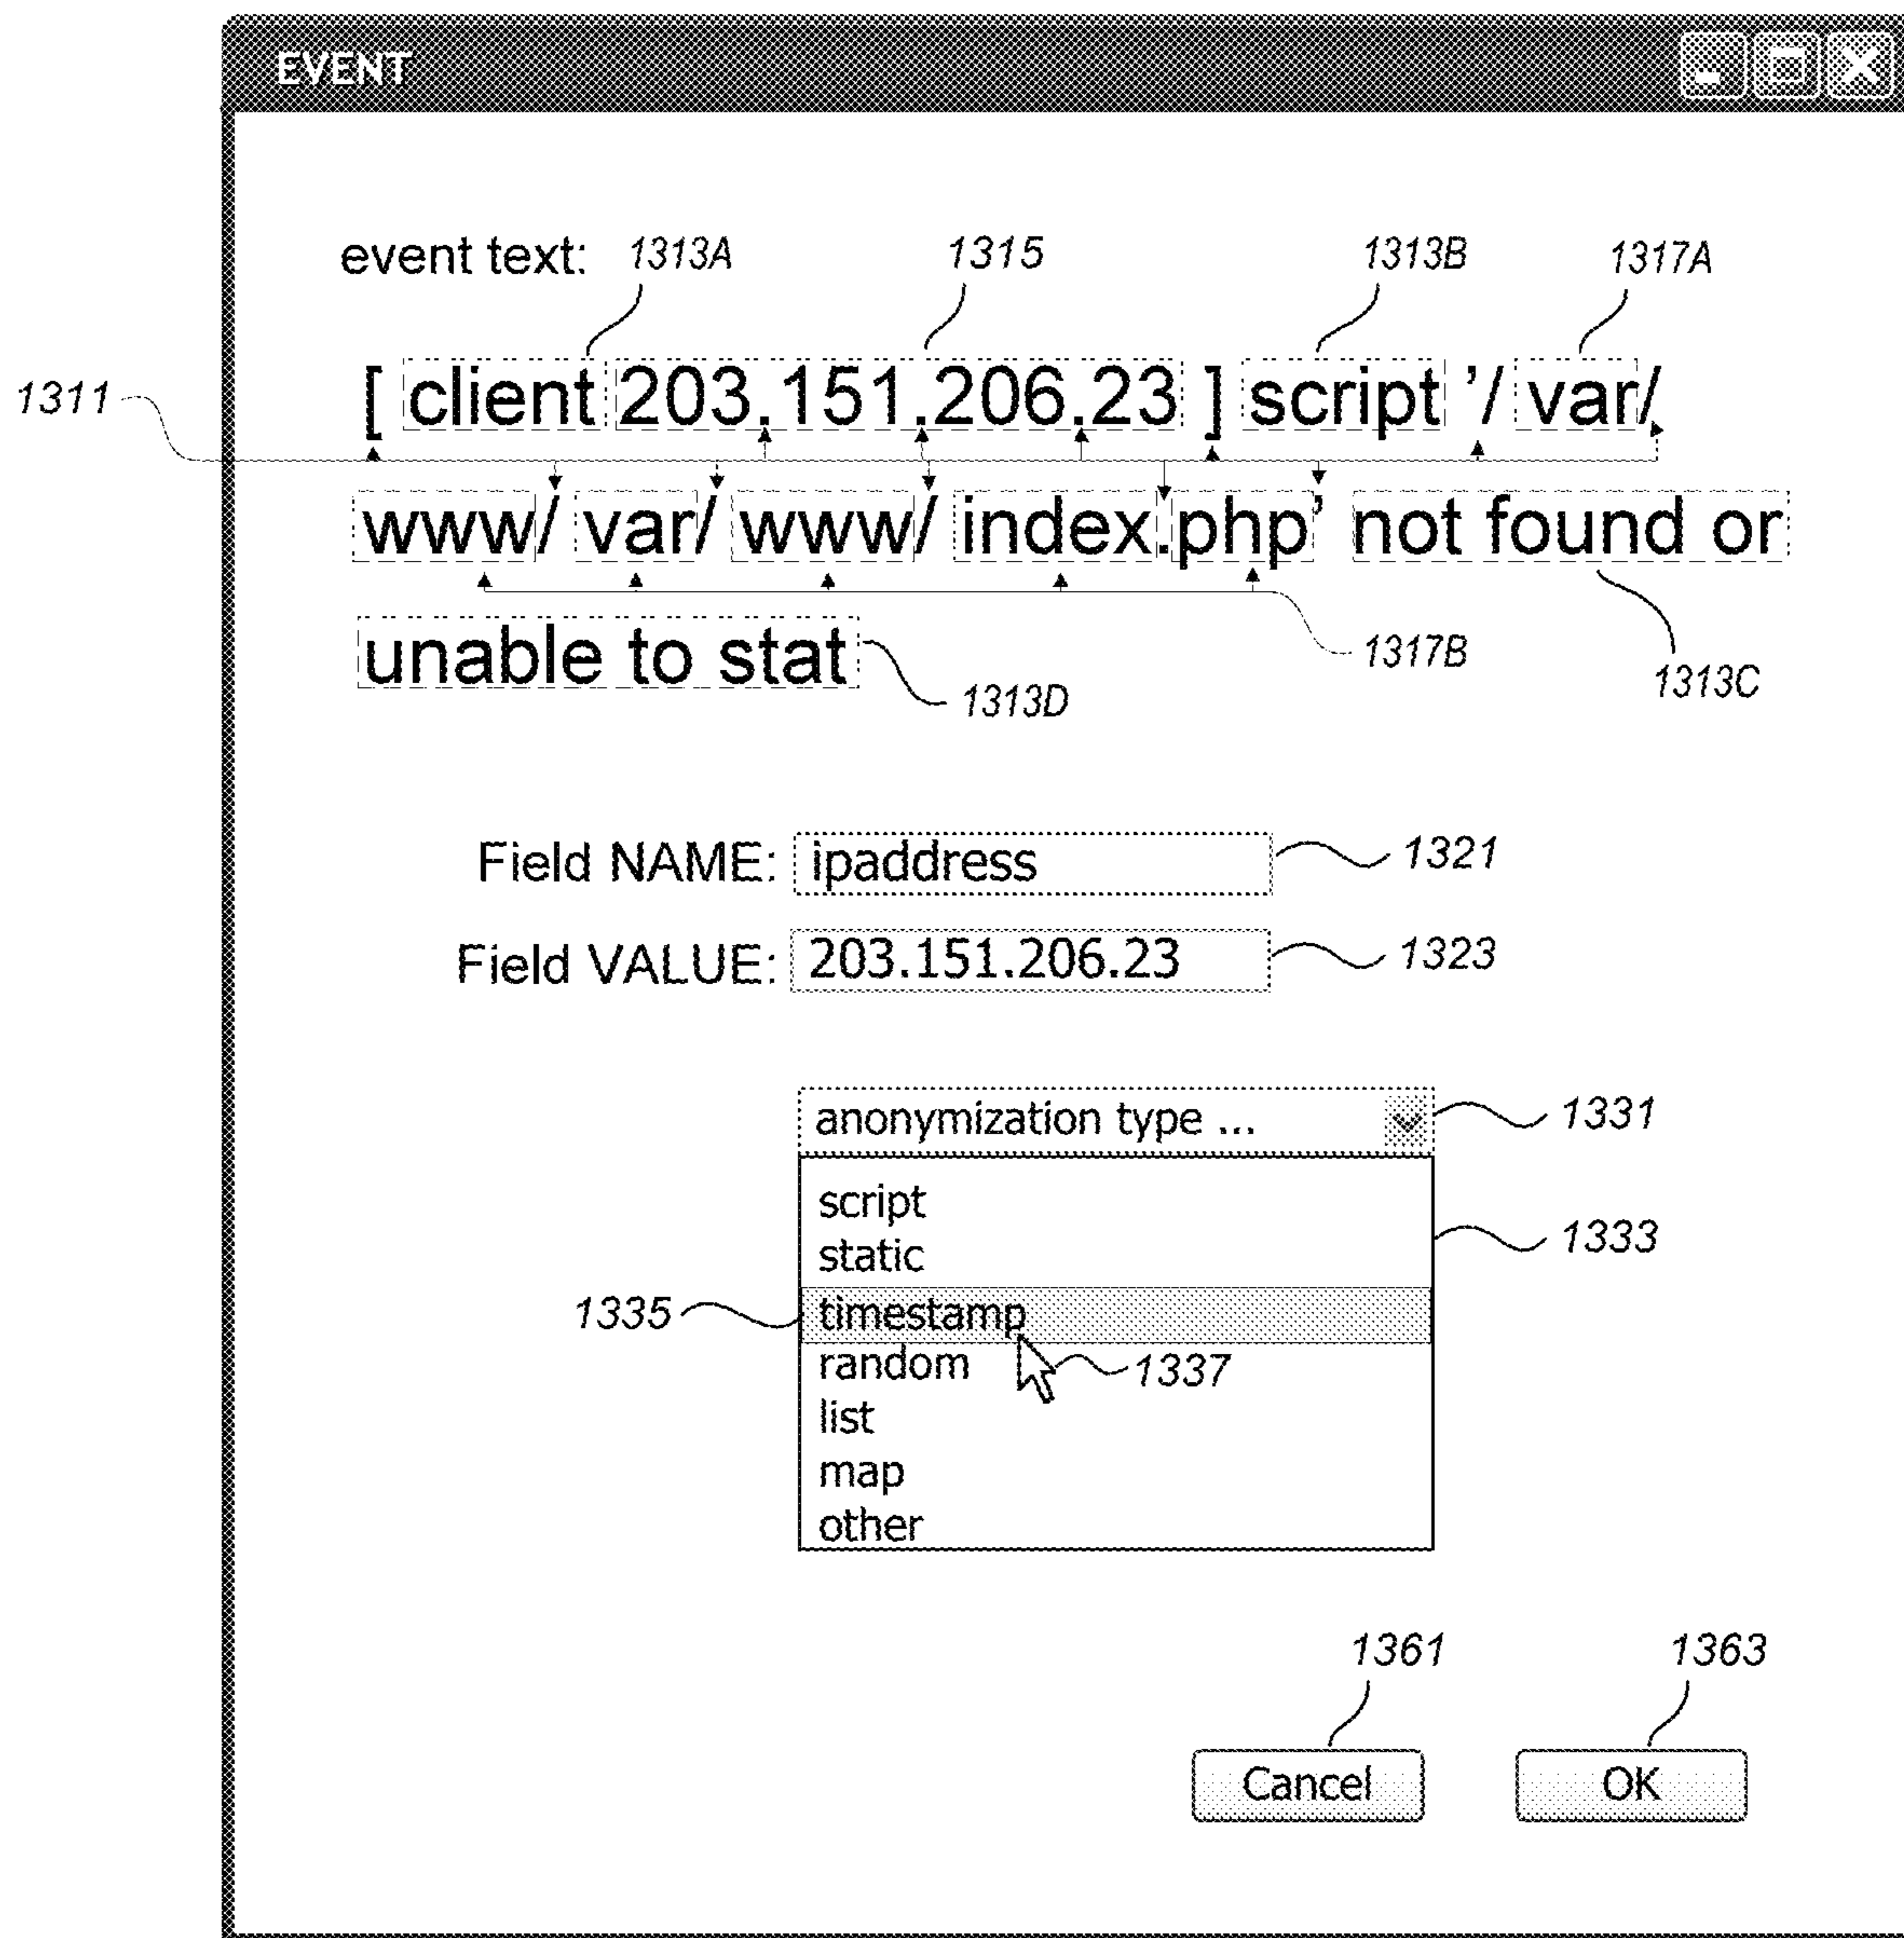 EVENT
event text: 1313A 1315 1313B 1317A
1311 [ client 203.151.206.23 ] script '/ var/
www/ var/ www/ index.php' not found or
unable to stat
1317B
1313C
1313D
Field NAME: ipaddress 1321
Field VALUE: 203.151.206.23 1323
anonymization type ... 1331
script
static
1333
1335 timestamp
random 1337
list
map
other
1361 1363
Cancel OK